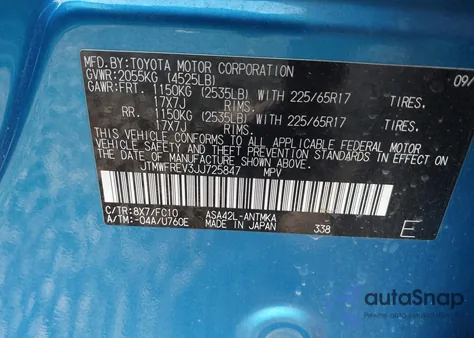 MFD.BY:TOYOTA MOTOR CORPORATION 09/
GVWR:2055KG (4525LB)
GAWR:FRT. 1150KG (2535LB) WITH 225/65R17 TIRES.
17X7J RIMS.
RR. 1150KG (2535LB) WITH 225/65R17 TIRES.
17X7J RIMS.
THIS VEHICLE CONFORMS TO ALL APPLICABLE FEDERAL MOTOR
VEHICLE SAFETY AND THEFT PREVENTION STANDARDS IN
EFFECT ON THE DATE OF MANUFACTURE SHOWN ABOVE.
JTMWFREV3JJ725847 MPV
C/TR:8X7/FC10 ASA42L-ANTMKA
A/TM:-04A/U760E MADE IN JAPAN 338 E
autoSnap